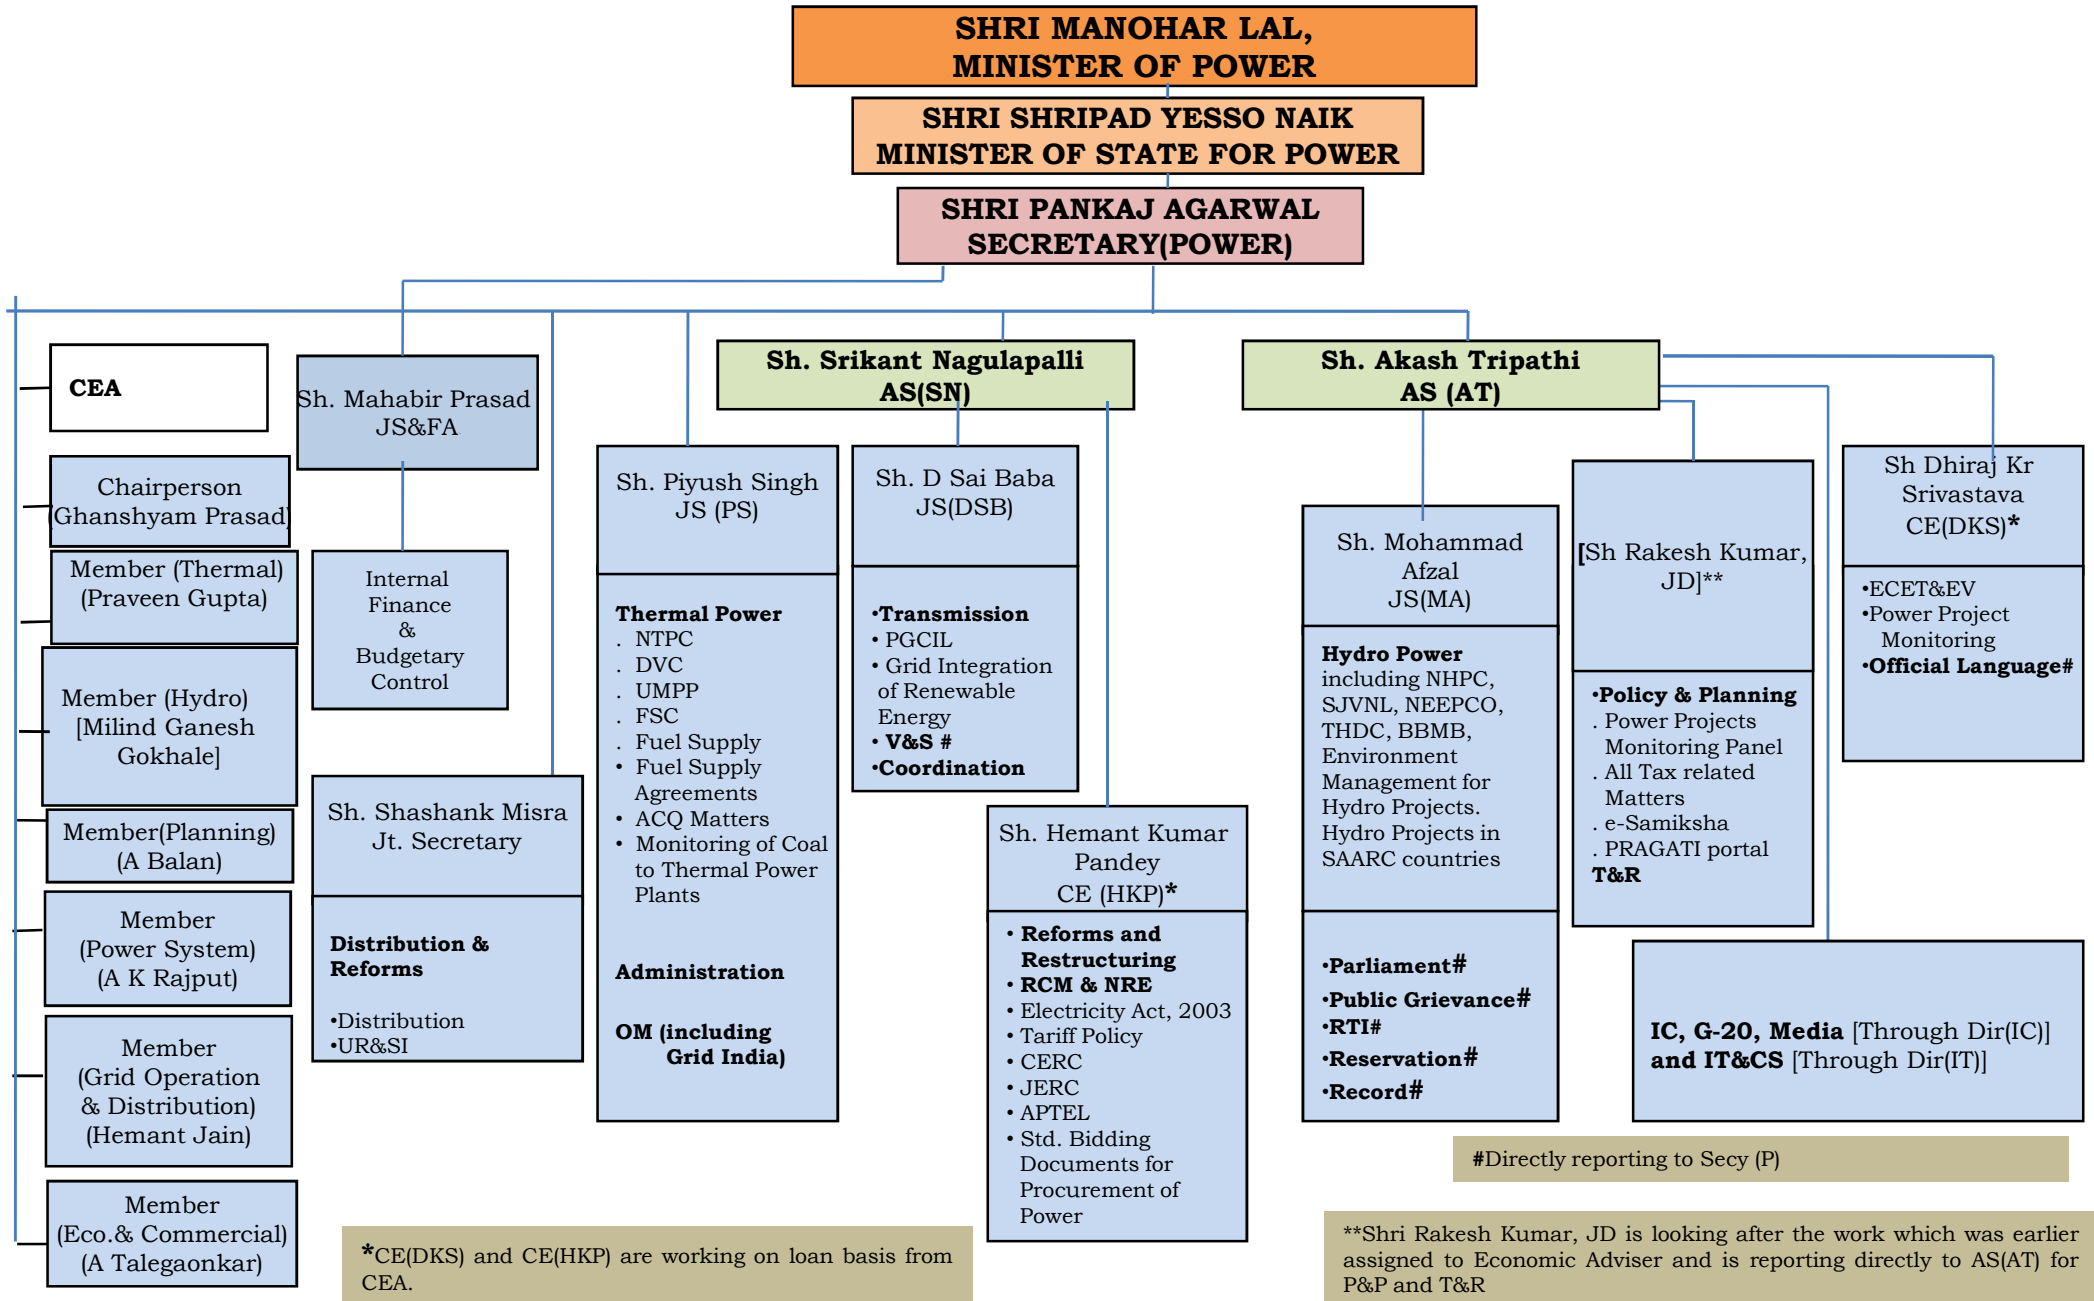 SHRI MANOHAR LAL,
MINISTER OF POWER
SHRI SHRIPAD YESSO NAIK
MINISTER OF STATE FOR POWER
SHRI PANKAJ AGARWAL
SECRETARY(POWER)
CEA
Chairperson
(Ghanshyam Prasad)
Member (Thermal)
(Praveen Gupta)
Member (Hydro)
[Milind Ganesh
Gokhale]
Member(Planning)
(A Balan)
Member
(Power System)
(A K Rajput)
Member
(Grid Operation
& Distribution)
(Hemant Jain)
Member
(Eco.& Commercial)
(A Talegaonkar)
Sh. Mahabir Prasad
JS&FA
Internal
Finance
&
Budgetary
Control
Sh. Shashank Misra
Jt. Secretary
Distribution &
Reforms
•Distribution
•UR&SI
Sh. Piyush Singh
JS (PS)
Thermal Power
. NTPC
. DVC
. UMPP
. FSC
. Fuel Supply
• Fuel Supply
Agreements
• ACQ Matters
• Monitoring of Coal
to Thermal Power
Plants
Administration
OM (including
Grid India)
Sh. Srikant Nagulapalli
AS(SN)
Sh. D Sai Baba
JS(DSB)
•Transmission
• PGCIL
• Grid Integration
of Renewable
Energy
• V&S #
•Coordination
Sh. Hemant Kumar
Pandey
CE (HKP)*
• Reforms and
Restructuring
• RCM & NRE
• Electricity Act, 2003
• Tariff Policy
• CERC
• JERC
• APTEL
• Std. Bidding
Documents for
Procurement of
Power
Sh. Akash Tripathi
AS (AT)
Sh. Mohammad
Afzal
JS(MA)
Hydro Power
including NHPC,
SJVNL, NEEPCO,
THDC, BBMB,
Environment
Management for
Hydro Projects.
Hydro Projects in
SAARC countries
•Parliament#
•Public Grievance#
•RTI#
•Reservation#
•Record#
[Sh Rakesh Kumar,
JD]**
•Policy & Planning
. Power Projects
Monitoring Panel
. All Tax related
Matters
. e-Samiksha
. PRAGATI portal
T&R
Sh Dhiraj Kr
Srivastava
CE(DKS)*
•ECET&EV
•Power Project
Monitoring
•Official Language#
IC, G-20, Media [Through Dir(IC)]
and IT&CS [Through Dir(IT)]
#Directly reporting to Secy (P)
*CE(DKS) and CE(HKP) are working on loan basis from
CEA.
**Shri Rakesh Kumar, JD is looking after the work which was earlier
assigned to Economic Adviser and is reporting directly to AS(AT) for
P&P and T&R